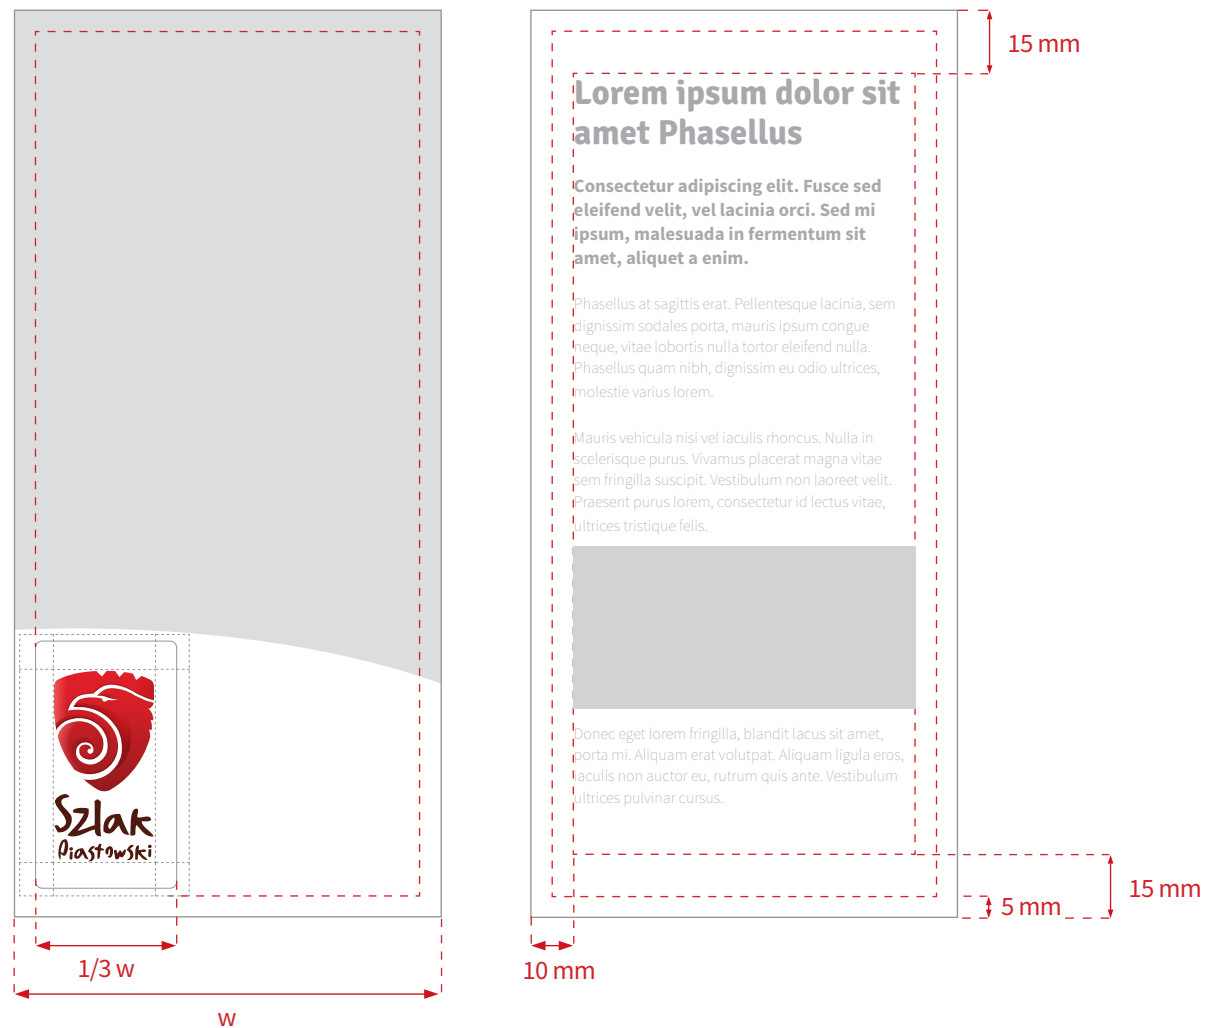 Szlak
Piastowski
1/3 w
w
15 mm
Lorem ipsum dolor sit
amet Phasellus
Consectetur adipiscing elit. Fusce sed
eleifend velit, vel lacinia orci. Sed mi
ipsum, malesuada in fermentum sit
amet, aliquet a enim.
Phasellus at sagittis erat. Pellentesque lacinia, sem
dignissim sodales porta, mauris ipsum congue
neque, vitae lobortis nulla tortor eleifend nulla.
Phasellus quam nibh, dignissim eu odio ultrices,
molestie varius lorem.
Mauris vehicula nisi vel iaculis rhoncus. Nulla in
scelerisque purus. Vivamus placerat magna vitae
sem fringilla suscipit. Vestibulum non laoreet velit.
Praesent purus lorem, consectetur id lectus vitae,
ultrices tristique felis.
Donec eget lorem fringilla, blandit lacus sit amet,
porta mi. Aliquam erat volutpat. Aliquam ligula eros,
iaculis non auctor eu, rutrum quis ante. Vestibulum
ultrices pulvinar cursus.
15 mm
5 mm
10 mm